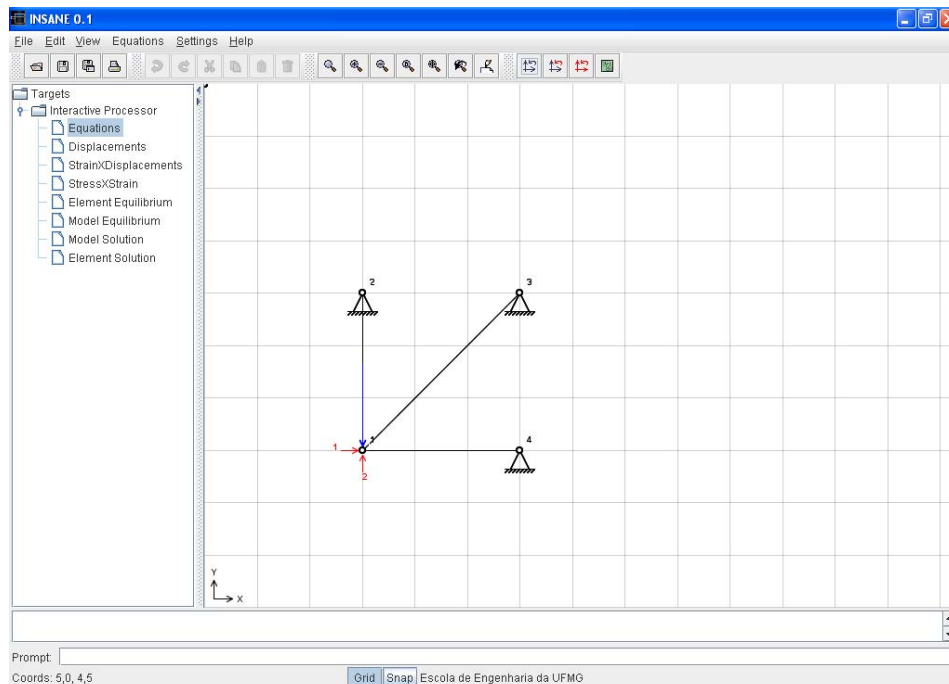 INSANE 0.1
File Edit View Equations Settings Help
Targets
Interactive Processor
Equations
Displacements
StrainXDisplacements
StressXStrain
Element Equilibrium
Model Equilibrium
Model Solution
Element Solution
2
3
1
1
4
2
Y
X
Prompt:
Coords: 5,0, 4,5
Grid Snap Escola de Engenharia da UFMG